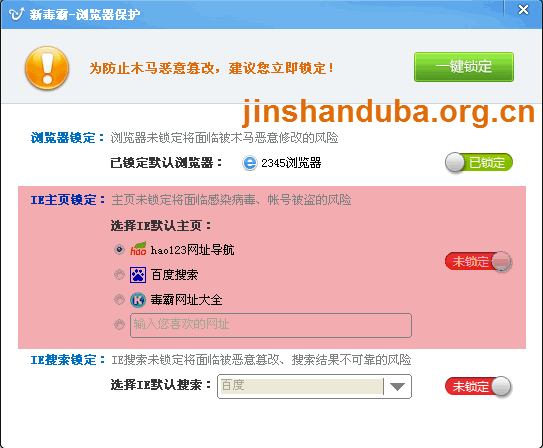 新毒霸-浏览器保护
为防止木马恶意篡改，建议您立即锁定！
一键锁定
jinshanduba.org.cn
浏览器锁定： 浏览器未锁定将面临被木马恶意修改的风险
已锁定默认浏览器： 2345浏览器 已锁定
IE主页锁定： 主页未锁定将面临感染病毒、帐号被盗的风险
选择IE默认主页：
hao hao123网址导航
未锁定
百度搜索
K 毒霸网址大全
输入您喜欢的网址
IE搜索锁定： IE搜索未锁定将面临被恶意篡改、搜索结果不可靠的风险
选择IE默认搜索： 百度 未锁定